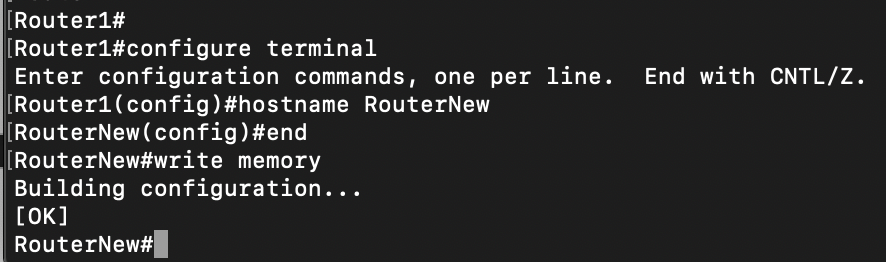 [Router1#
[Router1#configure terminal
Enter configuration commands, one per line.  End with CNTL/Z.
[Router1(config)#hostname RouterNew
[RouterNew(config)#end
[RouterNew#write memory
Building configuration...
[OK]
RouterNew#